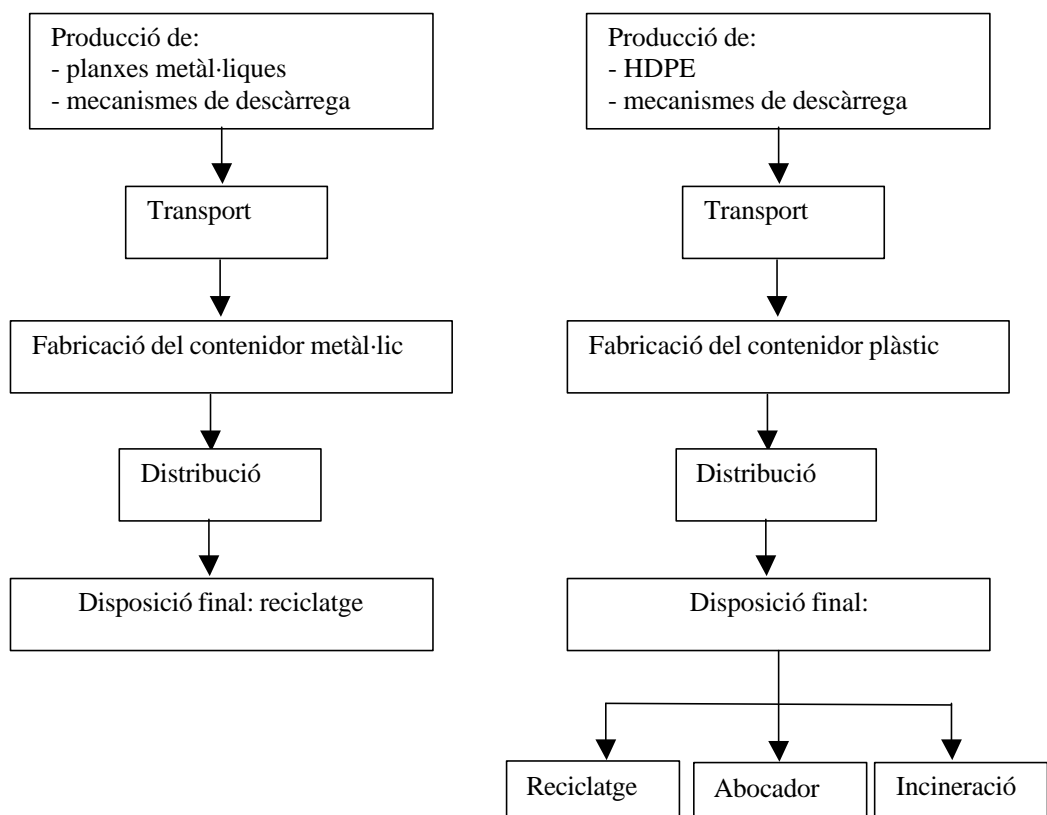 Producció de:
- planxes metàl·liques
- mecanismes de descàrrega
Transport
Fabricació del contenidor metàl·lic
Distribució
Disposició final: reciclatge
Producció de:
- HDPE
- mecanismes de descàrrega
Transport
Fabricació del contenidor plàstic
Distribució
Disposició final:
Reciclatge
Abocador
Incineració